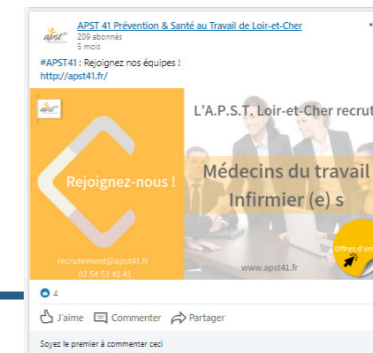 APST 41 Prévention & Santé au Travail de Loir-et-Cher
209 abonnés
5 mois
#APST41 : Rejoignez nos équipes !
http://apst41.fr/
apst
L'A.P.S.T. Loir-et-Cher recrut
Rejoignez-nous !
Médecins du travail
Infirmier (e) s
recrutement@apst41.fr
02 54 52 41 41
www.apst41.fr
Offres d'em
4
J'aime Commenter Partager
Soyez le premier à commenter ceci